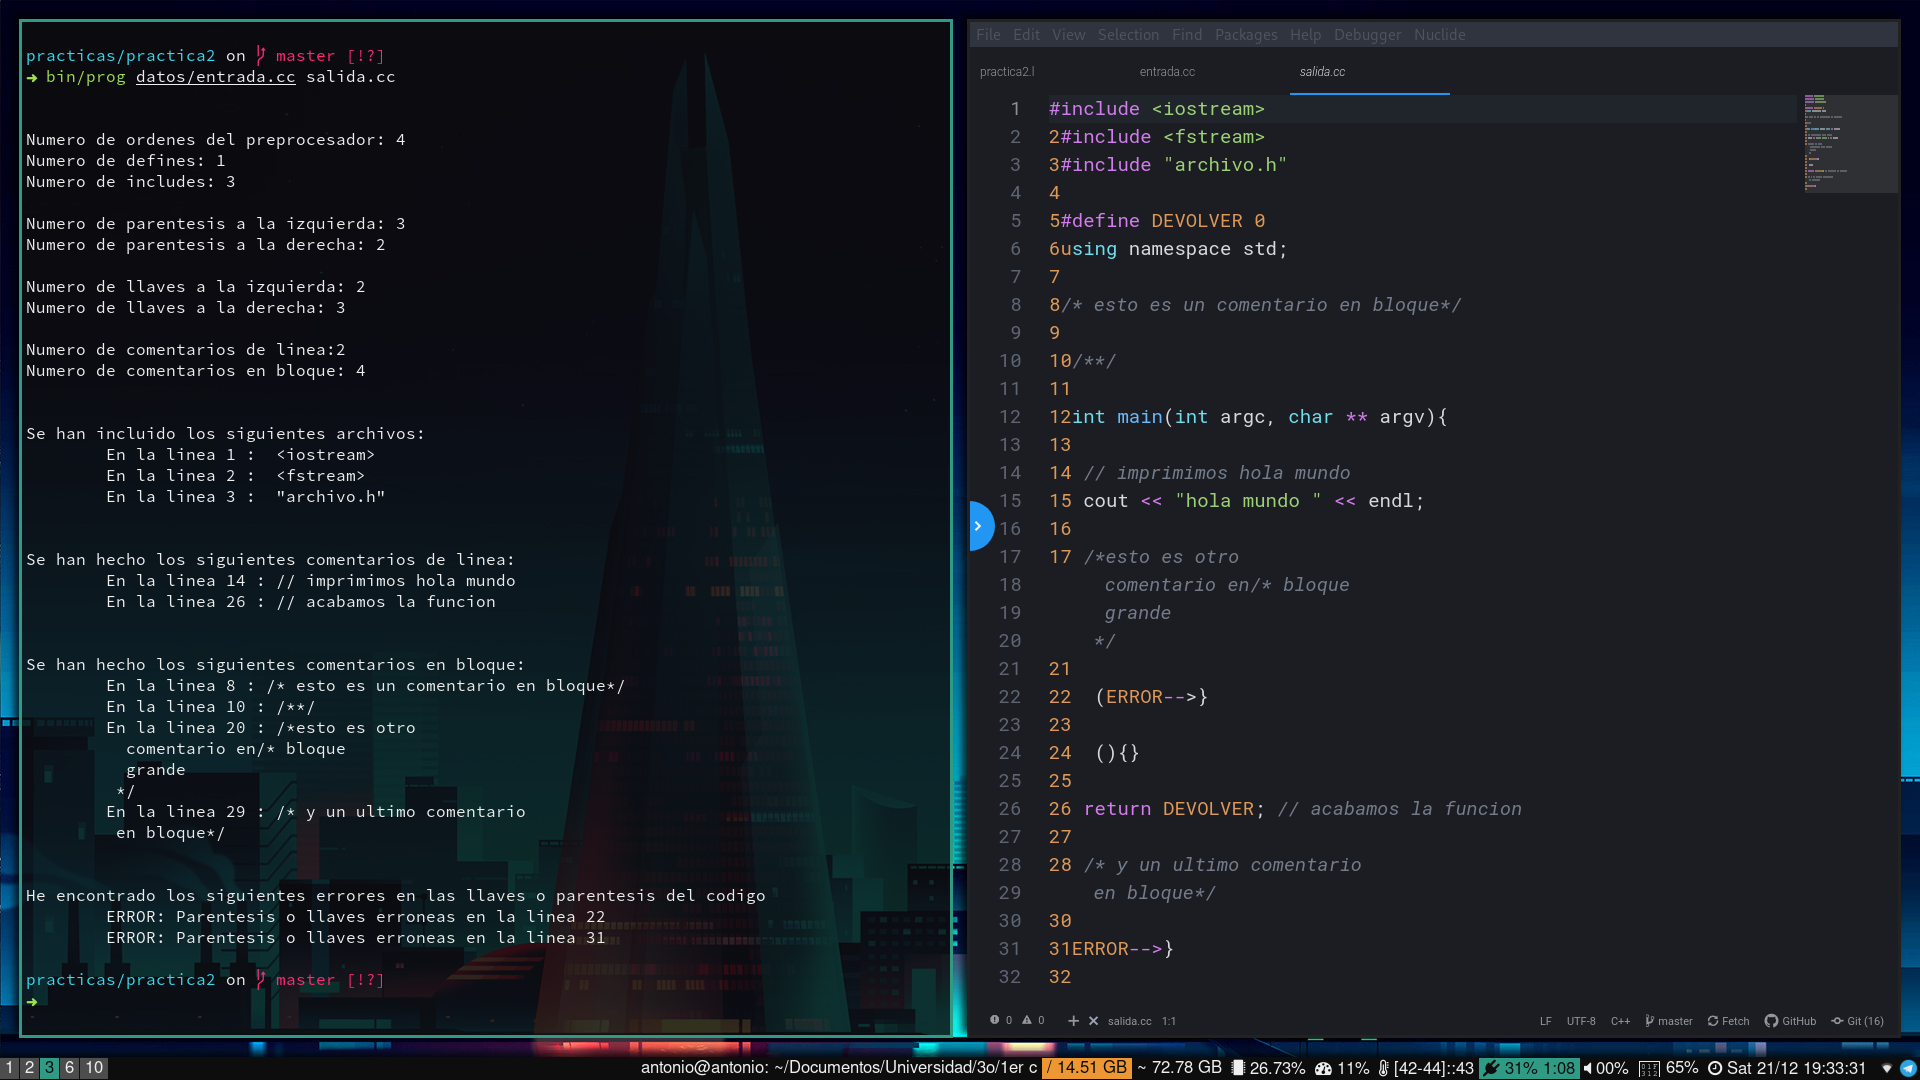 practicas/practica2 on master [!?]
➜ bin/prog datos/entrada.cc salida.cc
Numero de ordenes del preprocesador: 4
Numero de defines: 1
Numero de includes: 3
Numero de parentesis a la izquierda: 3
Numero de parentesis a la derecha: 2
Numero de llaves a la izquierda: 2
Numero de llaves a la derecha: 3
Numero de comentarios de linea:2
Numero de comentarios en bloque: 4
Se han incluido los siguientes archivos:
En la linea 1 :  <iostream>
En la linea 2 :  <fstream>
En la linea 3 :  "archivo.h"
Se han hecho los siguientes comentarios de linea:
En la linea 14 : // imprimimos hola mundo
En la linea 26 : // acabamos la funcion
Se han hecho los siguientes comentarios en bloque:
En la linea 8 : /* esto es un comentario en bloque*/
En la linea 10 : /**/
En la linea 20 : /*esto es otro
comentario en/* bloque
grande
*/
En la linea 29 : /* y un ultimo comentario
en bloque*/
He encontrado los siguientes errores en las llaves o parentesis del codigo
ERROR: Parentesis o llaves erroneas en la linea 22
ERROR: Parentesis o llaves erroneas en la linea 31
practicas/practica2 on master [!?]
➜
File Edit View Selection Find Packages Help Debugger Nuclide
practica2.l entrada.cc salida.cc
1 #include <iostream>
2 2#include <fstream>
3 3#include "archivo.h"
4 4
5 5#define DEVOLVER 0
6 6using namespace std;
7 7
8 8/* esto es un comentario en bloque*/
9 9
10 10/**/
11 11
12 12int main(int argc, char ** argv){
13 13
14 14 // imprimimos hola mundo
15 15 cout << "hola mundo " << endl;
16 16
17 17 /*esto es otro
18 comentario en/* bloque
19 grande
20 */
21 21
22 22  (ERROR-->}
23 23
24 24  (){}
25 25
26 26 return DEVOLVER; // acabamos la funcion
27 27
28 28 /* y un ultimo comentario
29 en bloque*/
30 30
31 31ERROR-->}
32 32
0 0 + × salida.cc 1:1 LF UTF-8 C++ master Fetch GitHub Git (16)
1 2 3 6 10 antonio@antonio: ~/Documentos/Universidad/3o/1er c / 14.51 GB ~ 72.78 GB 26.73% 11% [42-44]::43 31% 1:08 00% 65% Sat 21/12 19:33:31